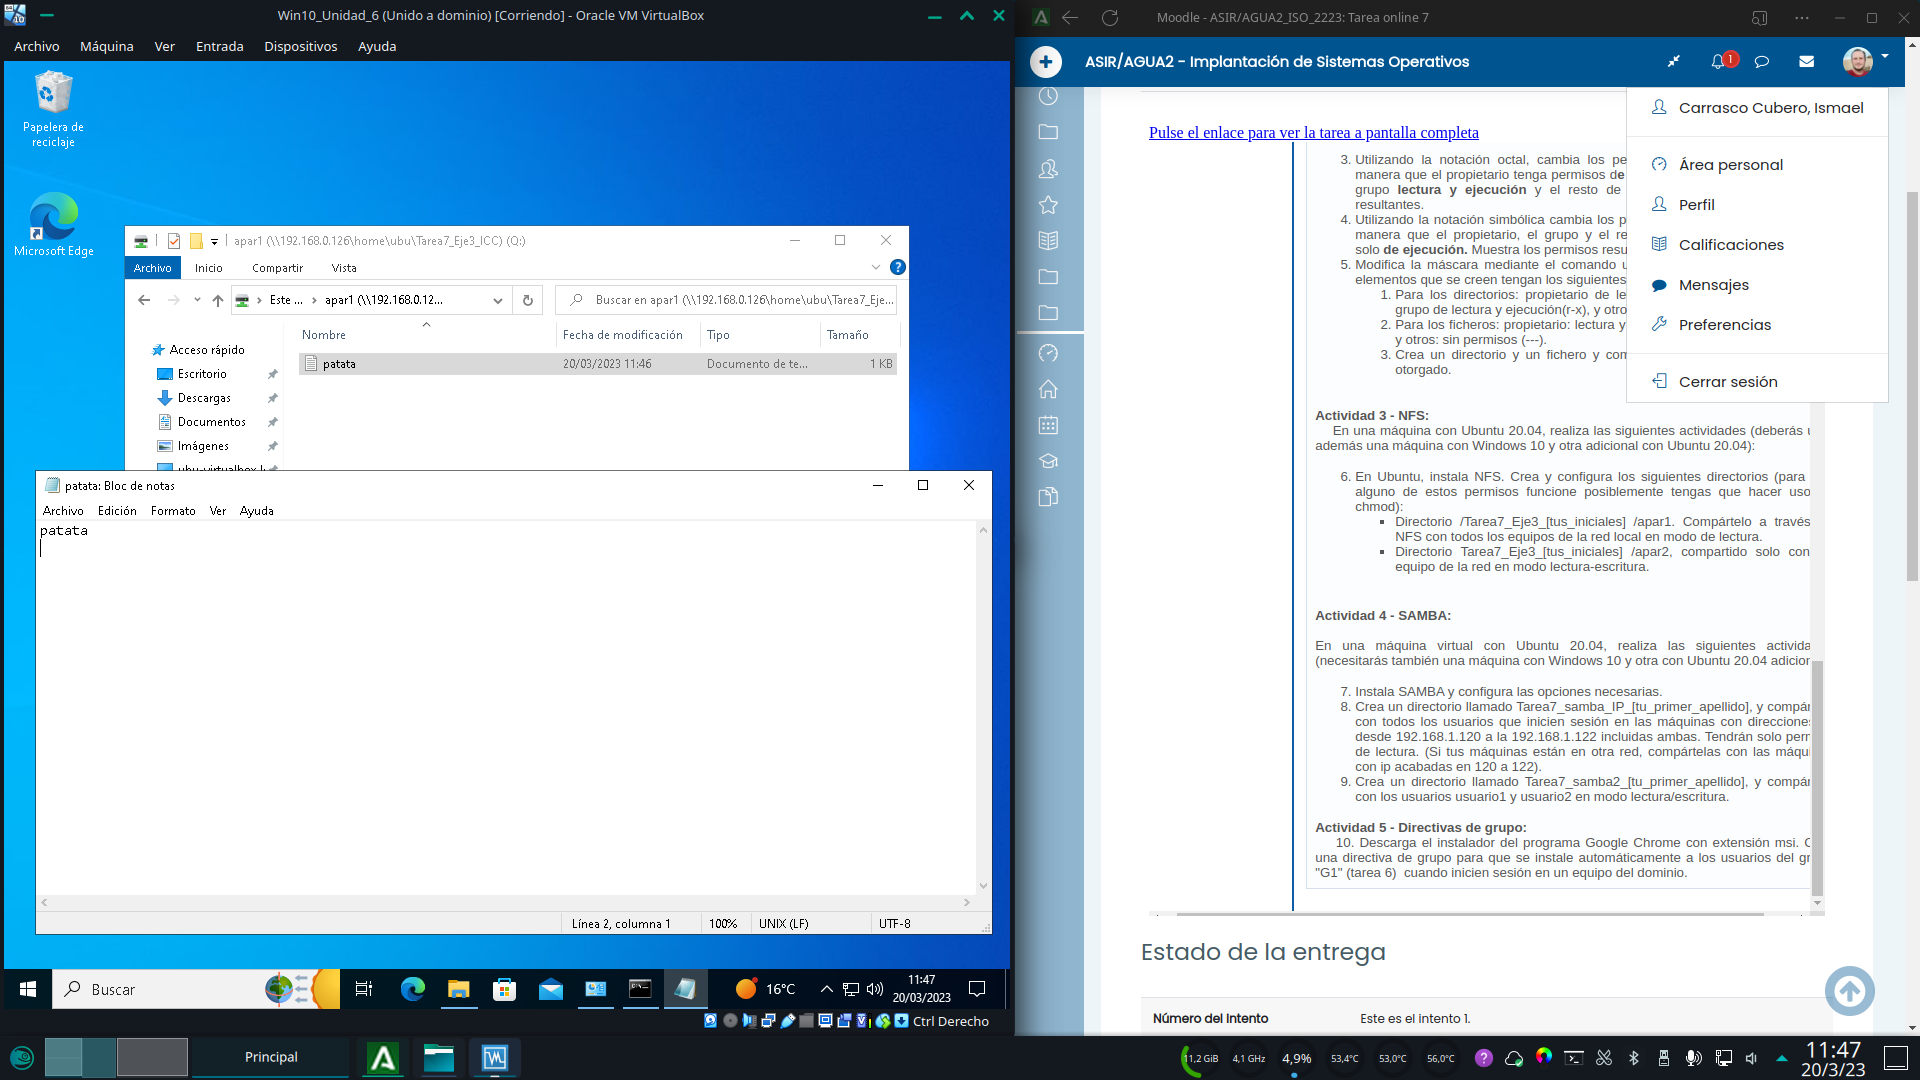 Win10_Unidad_6 (Unido a dominio) [Corriendo] - Oracle VM VirtualBox
Archivo Máquina Ver Entrada Dispositivos Ayuda
Papelera de
reciclaje
Microsoft Edge
apar1 (\\192.168.0.126\home\ubu\Tarea7_Eje3_ICC) (Q:)
Archivo Inicio Compartir Vista
Este ... apar1 (\\192.168.0.12...
Buscar en apar1 (\\192.168.0.126\home\ubu\Tarea7_Eje...
Nombre Fecha de modificación Tipo Tamaño
Acceso rápido
patata 20/03/2023 11:46 Documento de te... 1 KB
Escritorio
Descargas
Documentos
Imágenes
patata: Bloc de notas
Archivo Edición Formato Ver Ayuda
patata
Línea 2, columna 1 100% UNIX (LF) UTF-8
Buscar
16°C
11:47
20/03/2023
Ctrl Derecho
Moodle - ASIR/AGUA2_ISO_2223: Tarea online 7
ASIR/AGUA2 - Implantación de Sistemas Operativos
1
Carrasco Cubero, Ismael
Área personal
Perfil
Calificaciones
Mensajes
Preferencias
Cerrar sesión
Pulse el enlace para ver la tarea a pantalla completa
3. Utilizando la notación octal, cambia los pe
manera que el propietario tenga permisos de
grupo lectura y ejecución y el resto de
resultantes.
4. Utilizando la notación simbólica cambia los p
manera que el propietario, el grupo y el re
solo de ejecución. Muestra los permisos resu
5. Modifica la máscara mediante el comando u
elementos que se creen tengan los siguientes
1. Para los directorios: propietario de le
grupo de lectura y ejecución(r-x), y otro
2. Para los ficheros: propietario: lectura y
y otros: sin permisos (---).
3. Crea un directorio y un fichero y com
otorgado.
Actividad 3 - NFS:
En una máquina con Ubuntu 20.04, realiza las siguientes actividades (deberás u
además una máquina con Windows 10 y otra adicional con Ubuntu 20.04):
6. En Ubuntu, instala NFS. Crea y configura los siguientes directorios (para
alguno de estos permisos funcione posiblemente tengas que hacer uso
chmod):
▪ Directorio /Tarea7_Eje3_[tus_iniciales] /apar1. Compártelo a través
NFS con todos los equipos de la red local en modo de lectura.
▪ Directorio Tarea7_Eje3_[tus_iniciales] /apar2, compartido solo con
equipo de la red en modo lectura-escritura.
Actividad 4 - SAMBA:
En una máquina virtual con Ubuntu 20.04, realiza las siguientes activida
(necesitarás también una máquina con Windows 10 y otra con Ubuntu 20.04 adicion
7. Instala SAMBA y configura las opciones necesarias.
8. Crea un directorio llamado Tarea7_samba_IP_[tu_primer_apellido], y compár
con todos los usuarios que inicien sesión en las máquinas con direcciones
desde 192.168.1.120 a la 192.168.1.122 incluidas ambas. Tendrán solo perm
de lectura. (Si tus máquinas están en otra red, compártelas con las máqui
con ip acabadas en 120 a 122).
9. Crea un directorio llamado Tarea7_samba2_[tu_primer_apellido], y compár
con los usuarios usuario1 y usuario2 en modo lectura/escritura.
Actividad 5 - Directivas de grupo:
10. Descarga el instalador del programa Google Chrome con extensión msi. C
una directiva de grupo para que se instale automáticamente a los usuarios del gr
"G1" (tarea 6) cuando inicien sesión en un equipo del dominio.
Estado de la entrega
Número del Intento Este es el intento 1.
Principal
11,2 GiB 4,1 GHz 4,9% 53,4°C 53,0°C 56,0°C
11:47
20/3/23